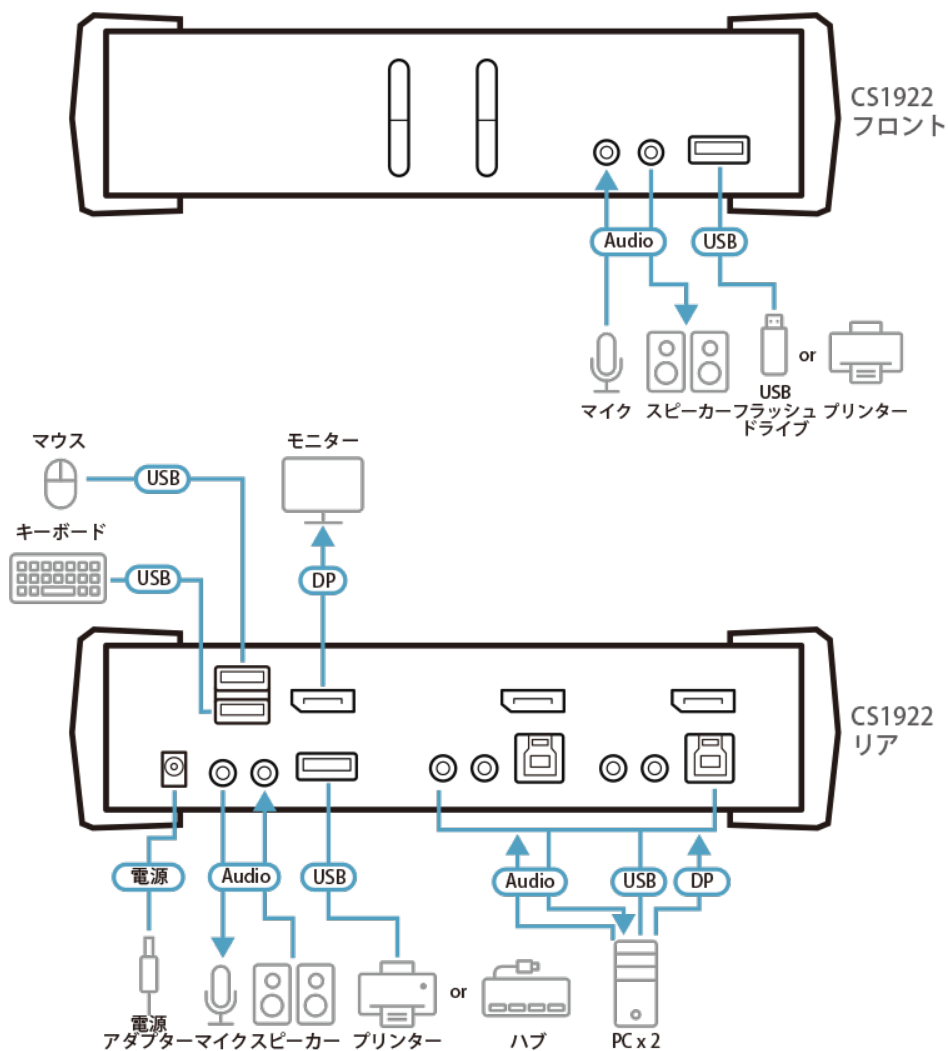 CS1922
フロント
Audio
USB
or
マイク
スピーカー
USB
フラッシュ
ドライブ
プリンター
マウス
USB
モニター
キーボード
USB
DP
CS1922
リア
電源
Audio
USB
Audio
USB
DP
or
電源
アダプター
マイク
スピーカー
プリンター
ハブ
PC x 2